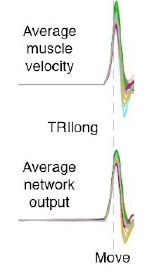 Average
muscle
velocity
TRIlong
Average
network
output
Move